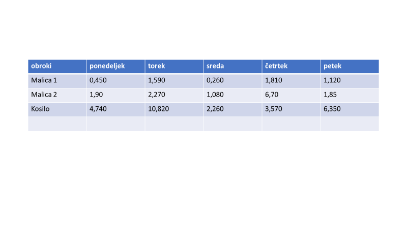 obroki ponedeljek torek sreda četrtek petek
Malica 1 0,450 1,590 0,260 1,810 1,120
Malica 2 1,90 2,270 1,080 6,70 1,85
Kosilo 4,740 10,820 2,260 3,570 6,350